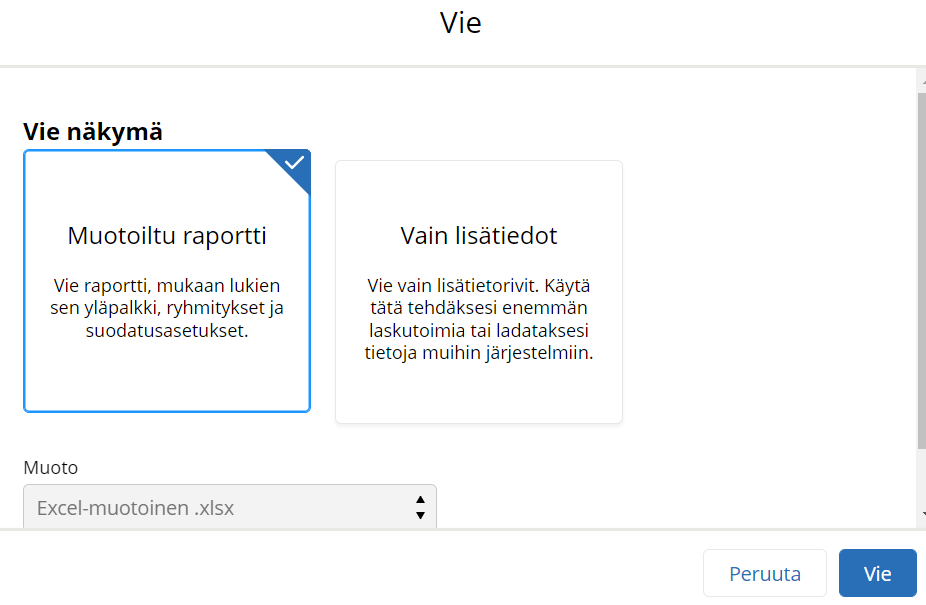 Vie
Vie näkymä
Muotoiltu raportti
Vie raportti, mukaan lukien
sen yläpalkki, ryhmitykset ja
suodatusasetukset.
Vain lisätiedot
Vie vain lisätietorivit. Käytä
tätä tehdäksesi enemmän
laskutoimia tai ladataksesi
tietoja muihin järjestelmiin.
Muoto
Excel-muotoinen .xlsx
Peruuta
Vie